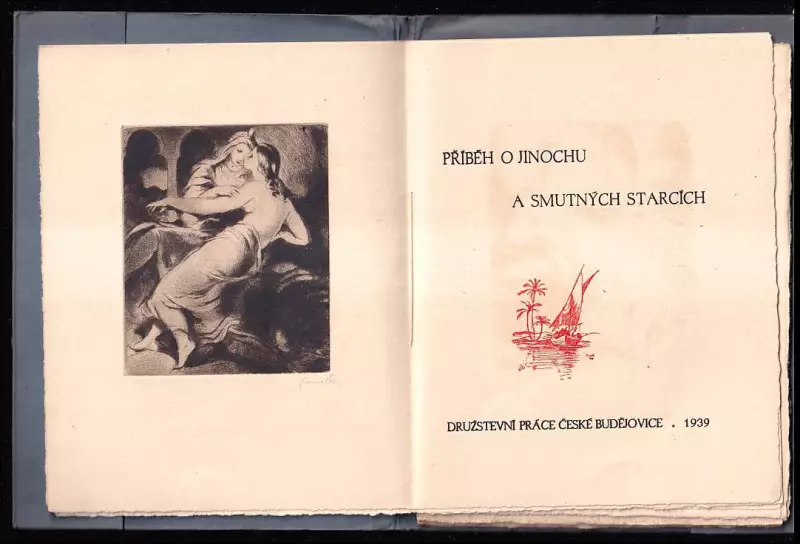 PŘÍBĚH O JINOCHU
A SMUTNÝCH STARCÍCH
DRUŽSTEVNÍ PRÁCE ČESKÉ BUDĚJOVICE . 1939